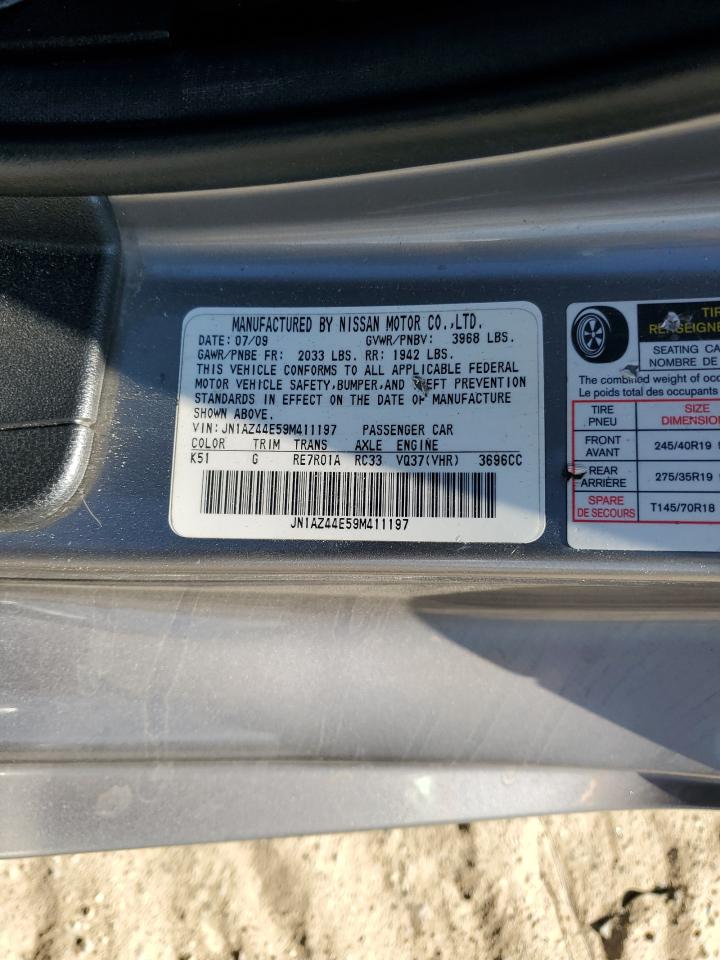 MANUFACTURED BY NISSAN MOTOR CO.,LTD.
DATE: 07/09 GVWR/PNBV: 3968 LBS.
GAWR/PNBE FR: 2033 LBS. RR: 1942 LBS.
THIS VEHICLE CONFORMS TO ALL APPLICABLE FEDERAL
MOTOR VEHICLE SAFETY,BUMPER,AND THEFT PREVENTION
STANDARDS IN EFFECT ON THE DATE OF MANUFACTURE
SHOWN ABOVE.
VIN: JN1AZ44E59M411197 PASSENGER CAR
COLOR TRIM TRANS AXLE ENGINE
K51 G RE7R01A RC33 VQ37(VHR) 3696CC
JN1AZ44E59M411197
TIR
RENSEIGNE
SEATING CA
NOMBRE DE
The combined weight of occu
Le poids total des occupants
TIRE
PNEU
SIZE
DIMENSION
FRONT
AVANT
245/40R19
REAR
ARRIÈRE
275/35R19
SPARE
DE SECOURS
T145/70R18